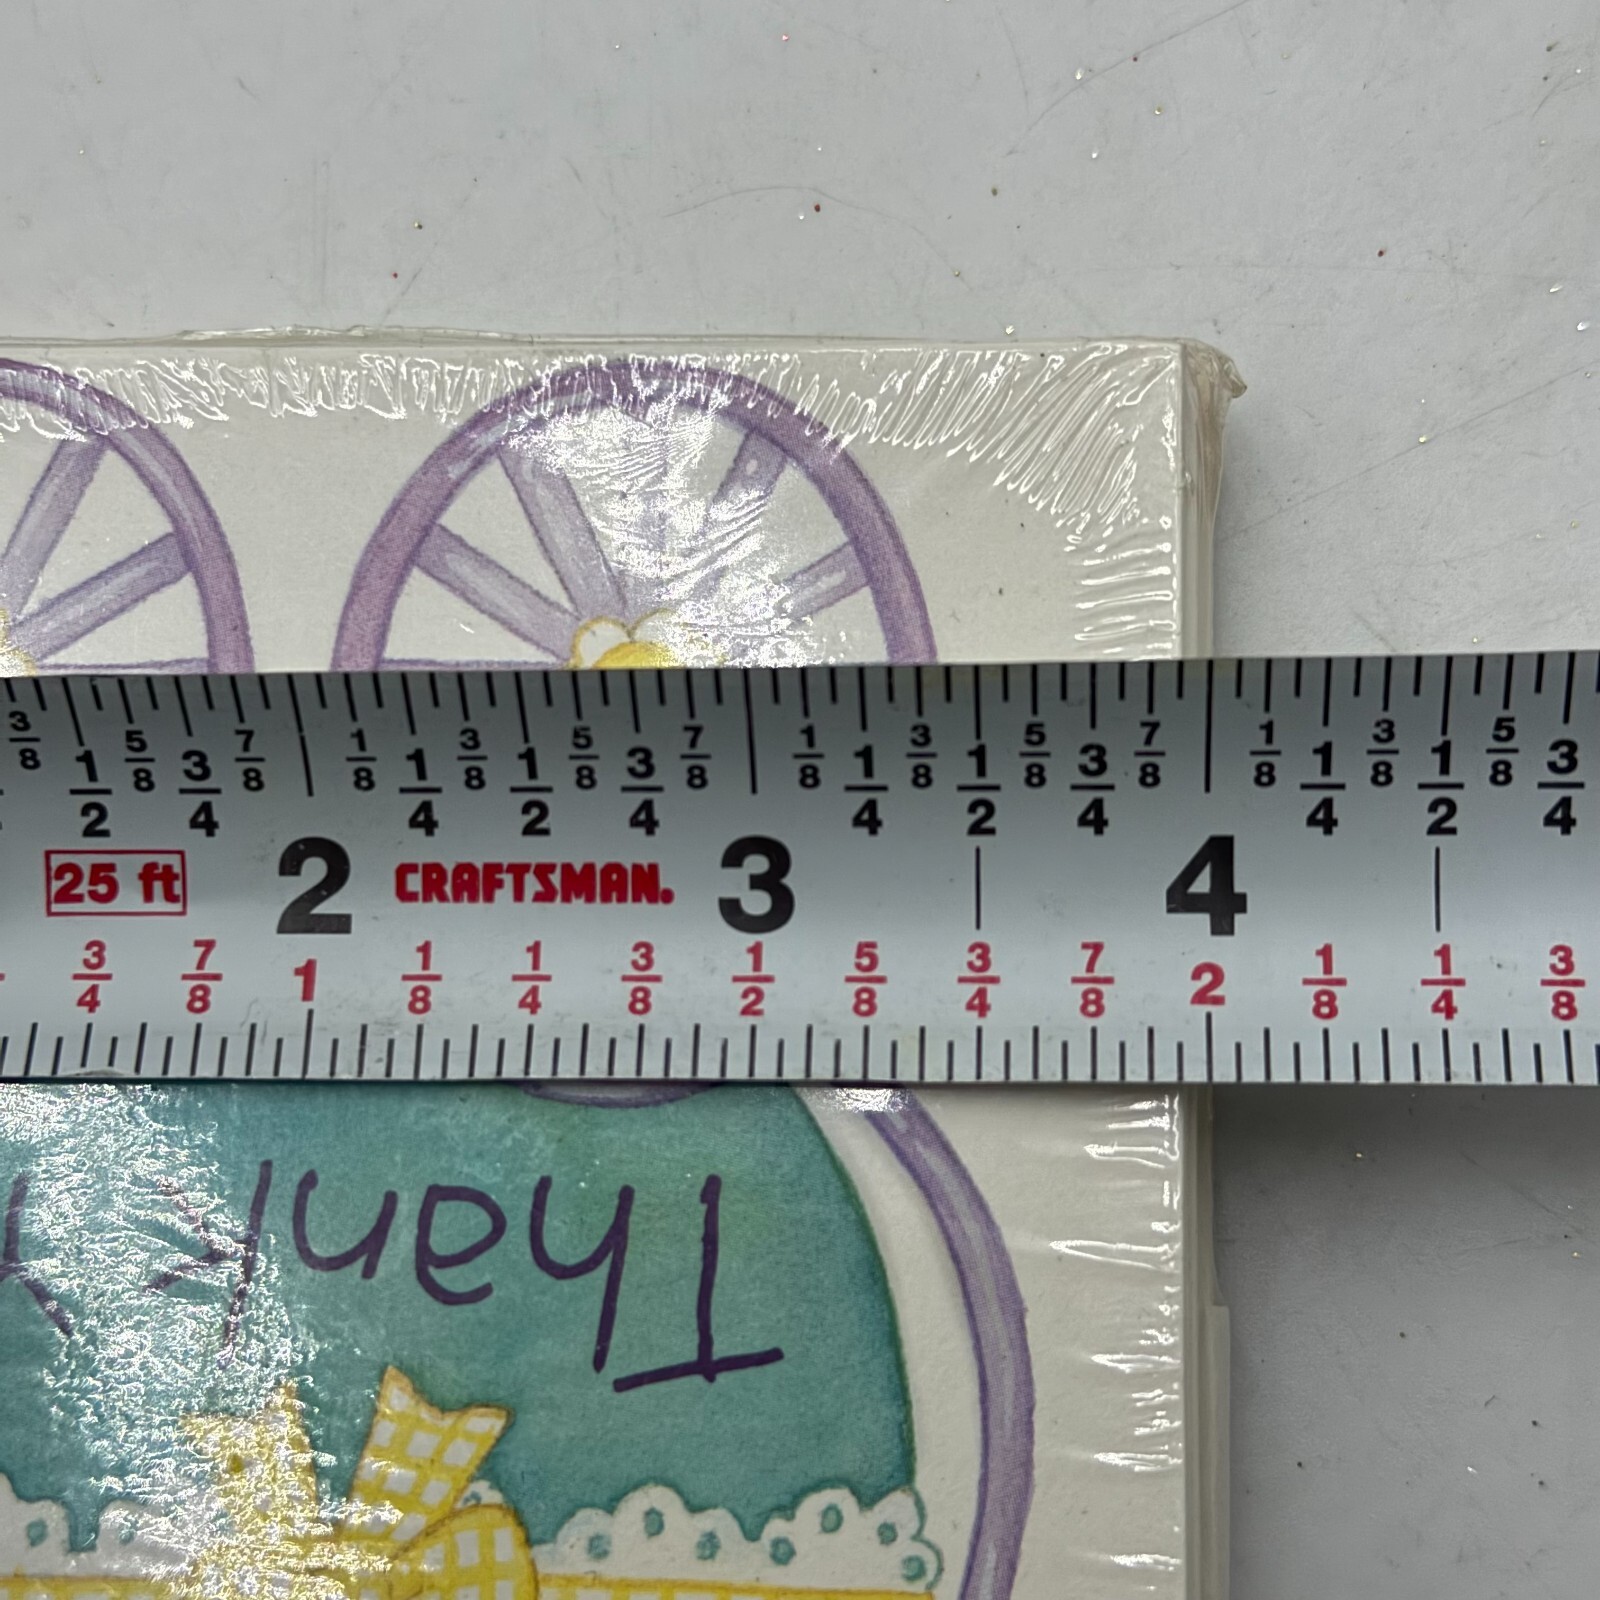 3/8 1/2 5/8 3/4 7/8 1/8 1/4 3/8 1/2 5/8 3/4 7/8 1/8 1/4 3/8 1/2 5/8 3/4 7/8 1/8 1/4 3/8 1/2 5/8 3/4
25 ft 2 CRAFTSMAN. 3 4
3/4 7/8 1 1/8 1/4 3/8 1/2 5/8 3/4 7/8 2 1/8 1/4 3/8
Thank